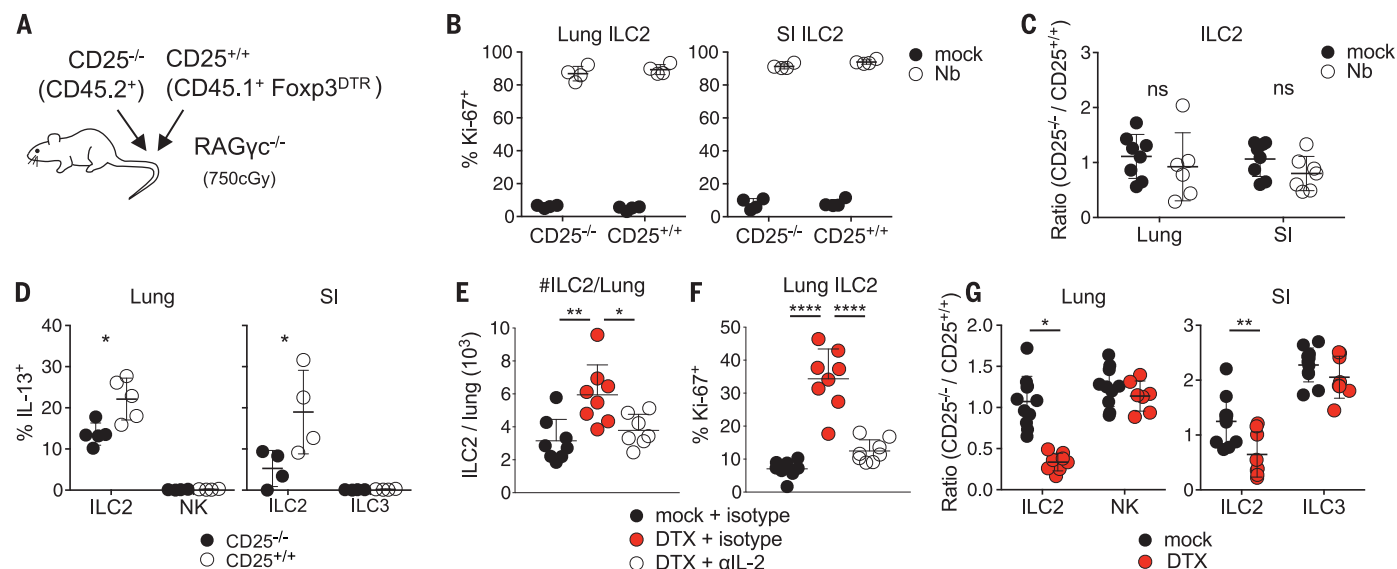 A
CD25-/-
(CD45.2+)
CD25+/+
(CD45.1+ Foxp3DTR )
RAGγc-/-
(750cGy)
B
Lung ILC2
SI ILC2
mock
Nb
% Ki-67+
100
80
60
40
20
0
CD25-/-
CD25+/+
CD25-/-
CD25+/+
C
ILC2
mock
Nb
Ratio (CD25-/- / CD25+/+)
3
2
1
0
ns
ns
Lung
SI
D
Lung
SI
% IL-13+
40
30
20
10
0
*
*
ILC2
NK
ILC2
ILC3
CD25-/-
CD25+/+
E
#ILC2/Lung
ILC2 / lung (103)
10
8
6
4
2
0
**
*
F
Lung ILC2
% Ki-67+
50
40
30
20
10
0
****
****
mock + isotype
DTX + isotype
DTX + αIL-2
G
Lung
SI
Ratio (CD25-/- / CD25+/+)
2.0
1.5
1.0
0.5
0.0
*
3
2
1
0
**
ILC2
NK
ILC2
ILC3
mock
DTX